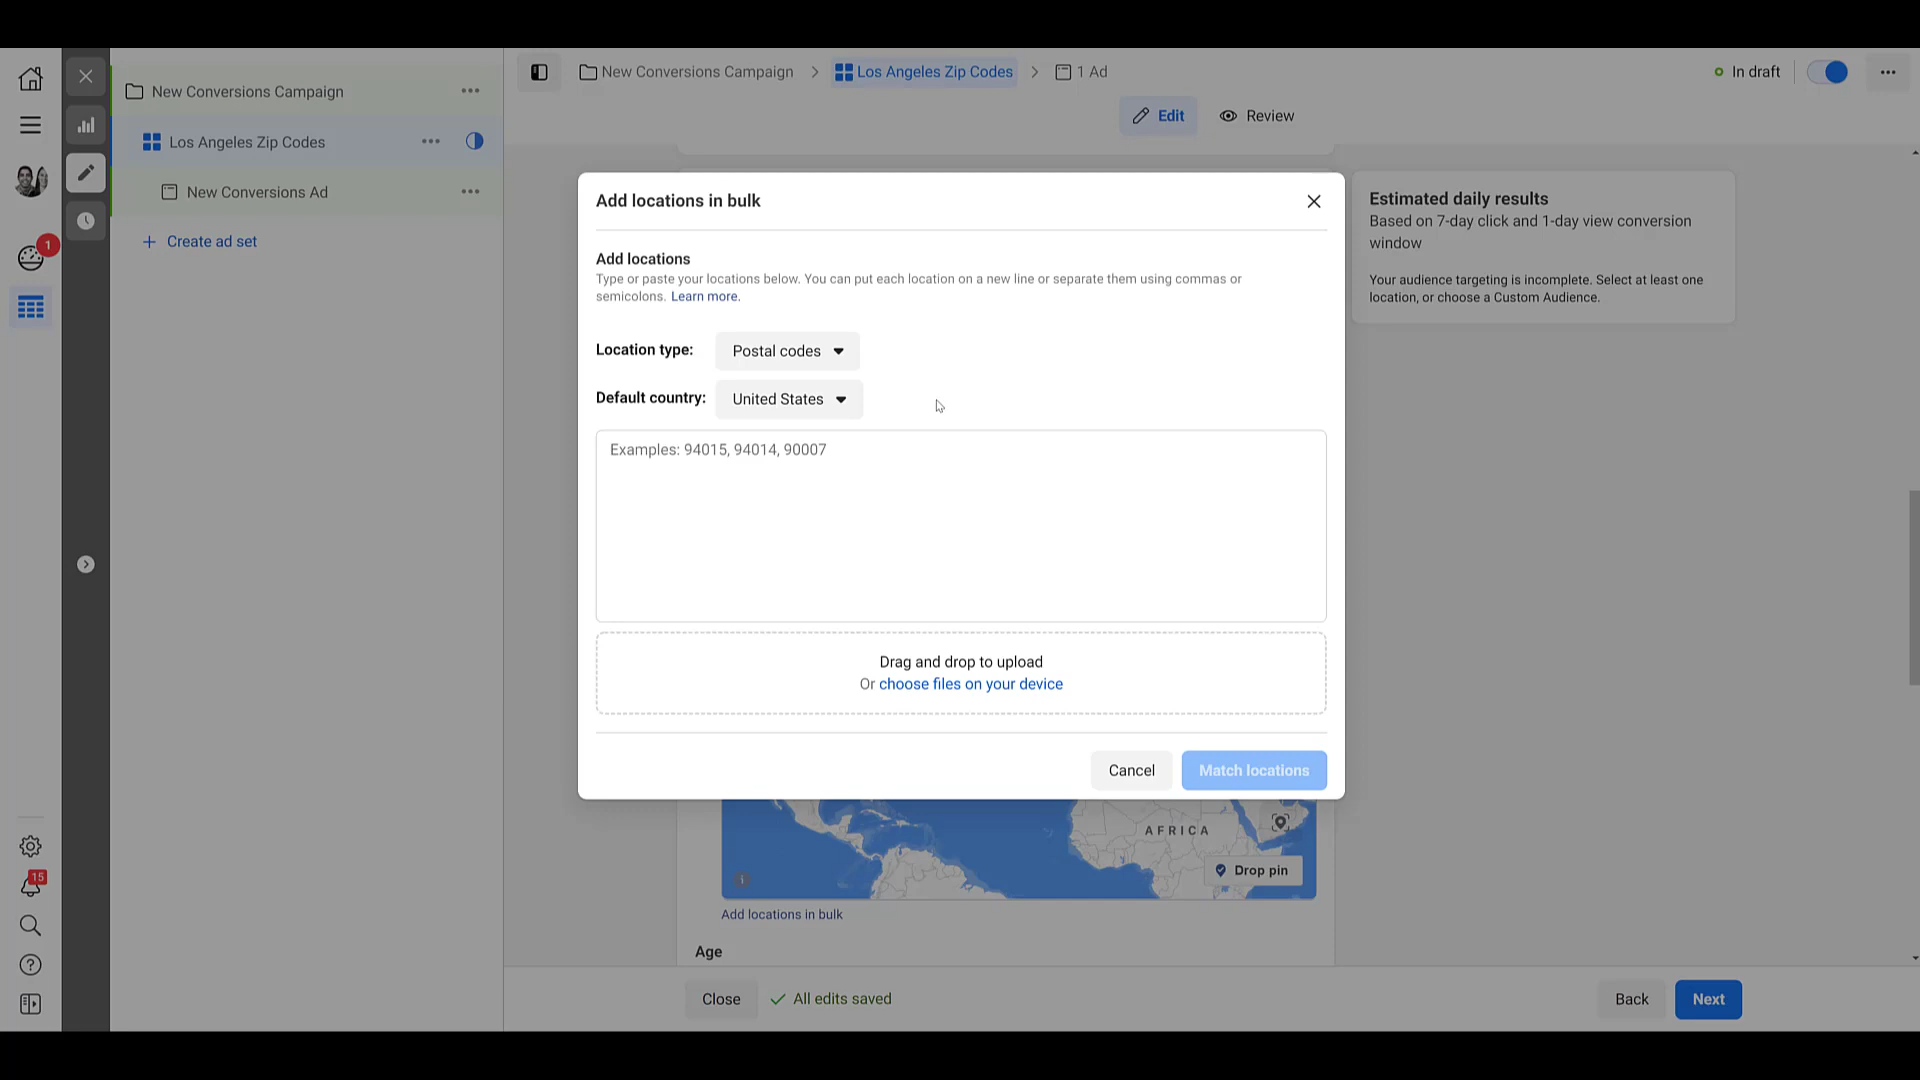 New Conversions Campaign
Los Angeles Zip Codes
1 Ad
In draft
Edit
Review
New Conversions Campaign
Los Angeles Zip Codes
New Conversions Ad
Create ad set
1
15
Add locations in bulk
Add locations
Type or paste your locations below. You can put each location on a new line or separate them using commas or
semicolons. Learn more.
Location type:
Postal codes
Default country:
United States
Examples: 94015, 94014, 90007
Drag and drop to upload
Or choose files on your device
Cancel
Match locations
Estimated daily results
Based on 7-day click and 1-day view conversion
window
Your audience targeting is incomplete. Select at least one
location, or choose a Custom Audience.
AFRICA
Drop pin
i
Add locations in bulk
Age
Close
All edits saved
Back
Next